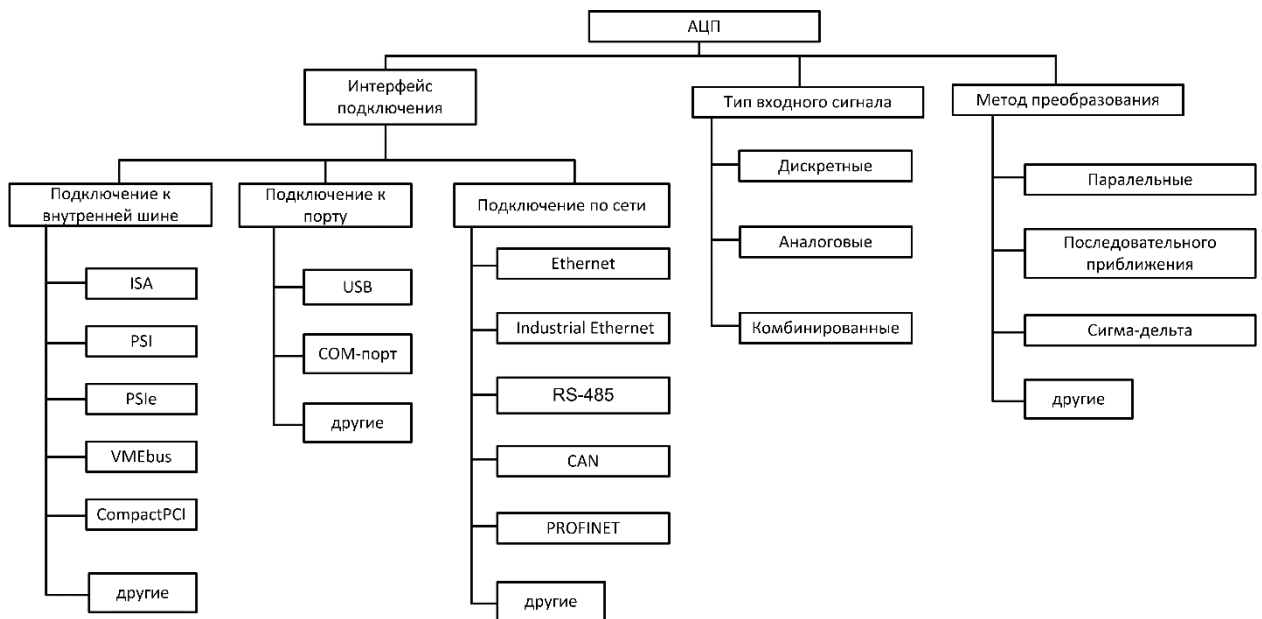 АЦП
Интерфейс
подключения
Тип входного сигнала
Метод преобразования
Подключение к
внутренней шине
Подключение к
порту
Подключение по сети
ISA
PSI
PSIe
VMEbus
CompactPCI
другие
USB
COM-порт
другие
Ethernet
Industrial Ethernet
RS-485
CAN
PROFINET
другие
Дискретные
Аналоговые
Комбинированные
Паралельные
Последовательного
приближения
Сигма-дельта
другие